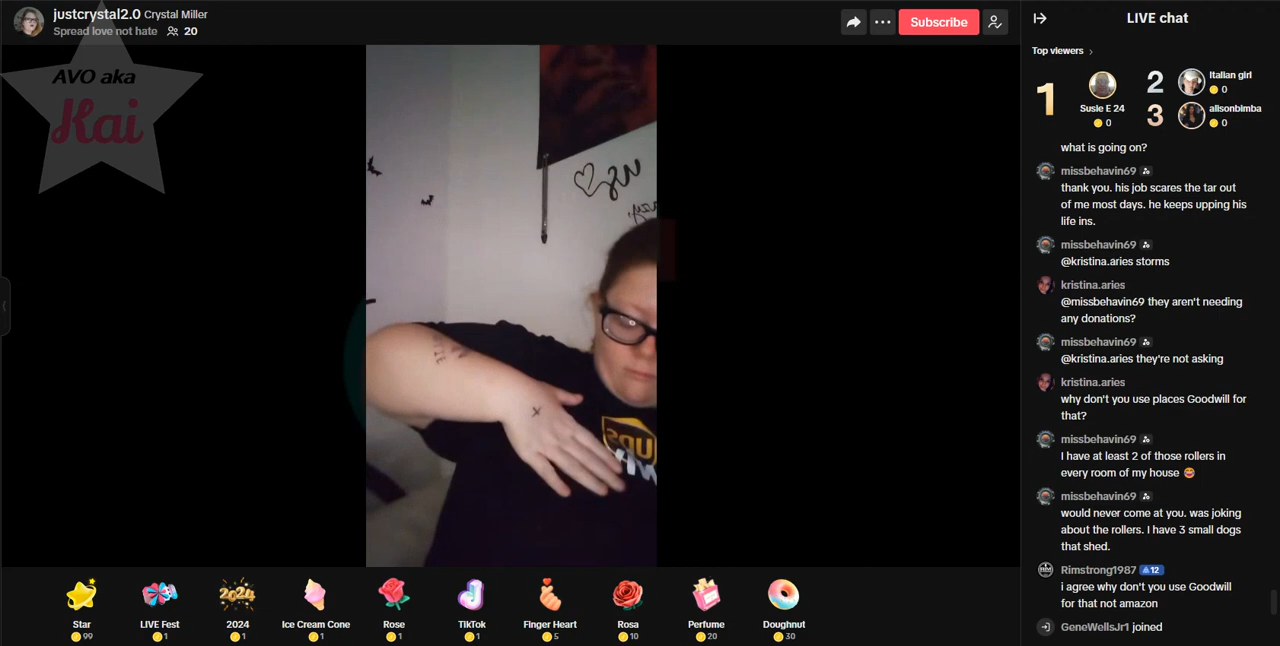 justcrystal2.0 Crystal Miller
Spread love not hate 20
Subscribe
AVO aka
Kai
us
UPS
Star
99
LIVE Fest
1
2024
2024
1
Ice Cream Cone
1
Rose
1
TikTok
1
Finger Heart
5
Rosa
10
Perfume
20
Doughnut
30
LIVE chat
Top viewers
1
Susie E 24
0
2
Italian girl
0
3
alisonbimba
0
what is going on?
missbehavin69
thank you. his job scares the tar out
of me most days. he keeps upping his
life ins.
missbehavin69
@kristina.aries storms
kristina.aries
@missbehavin69 they aren't needing
any donations?
missbehavin69
@kristina.aries they're not asking
kristina.aries
why don't you use places Goodwill for
that?
missbehavin69
I have at least 2 of those rollers in
every room of my house
missbehavin69
would never come at you. was joking
about the rollers. I have 3 small dogs
that shed.
Rimstrong1987 12
i agree why don't you use Goodwill
for that not amazon
GeneWellsJr1 joined